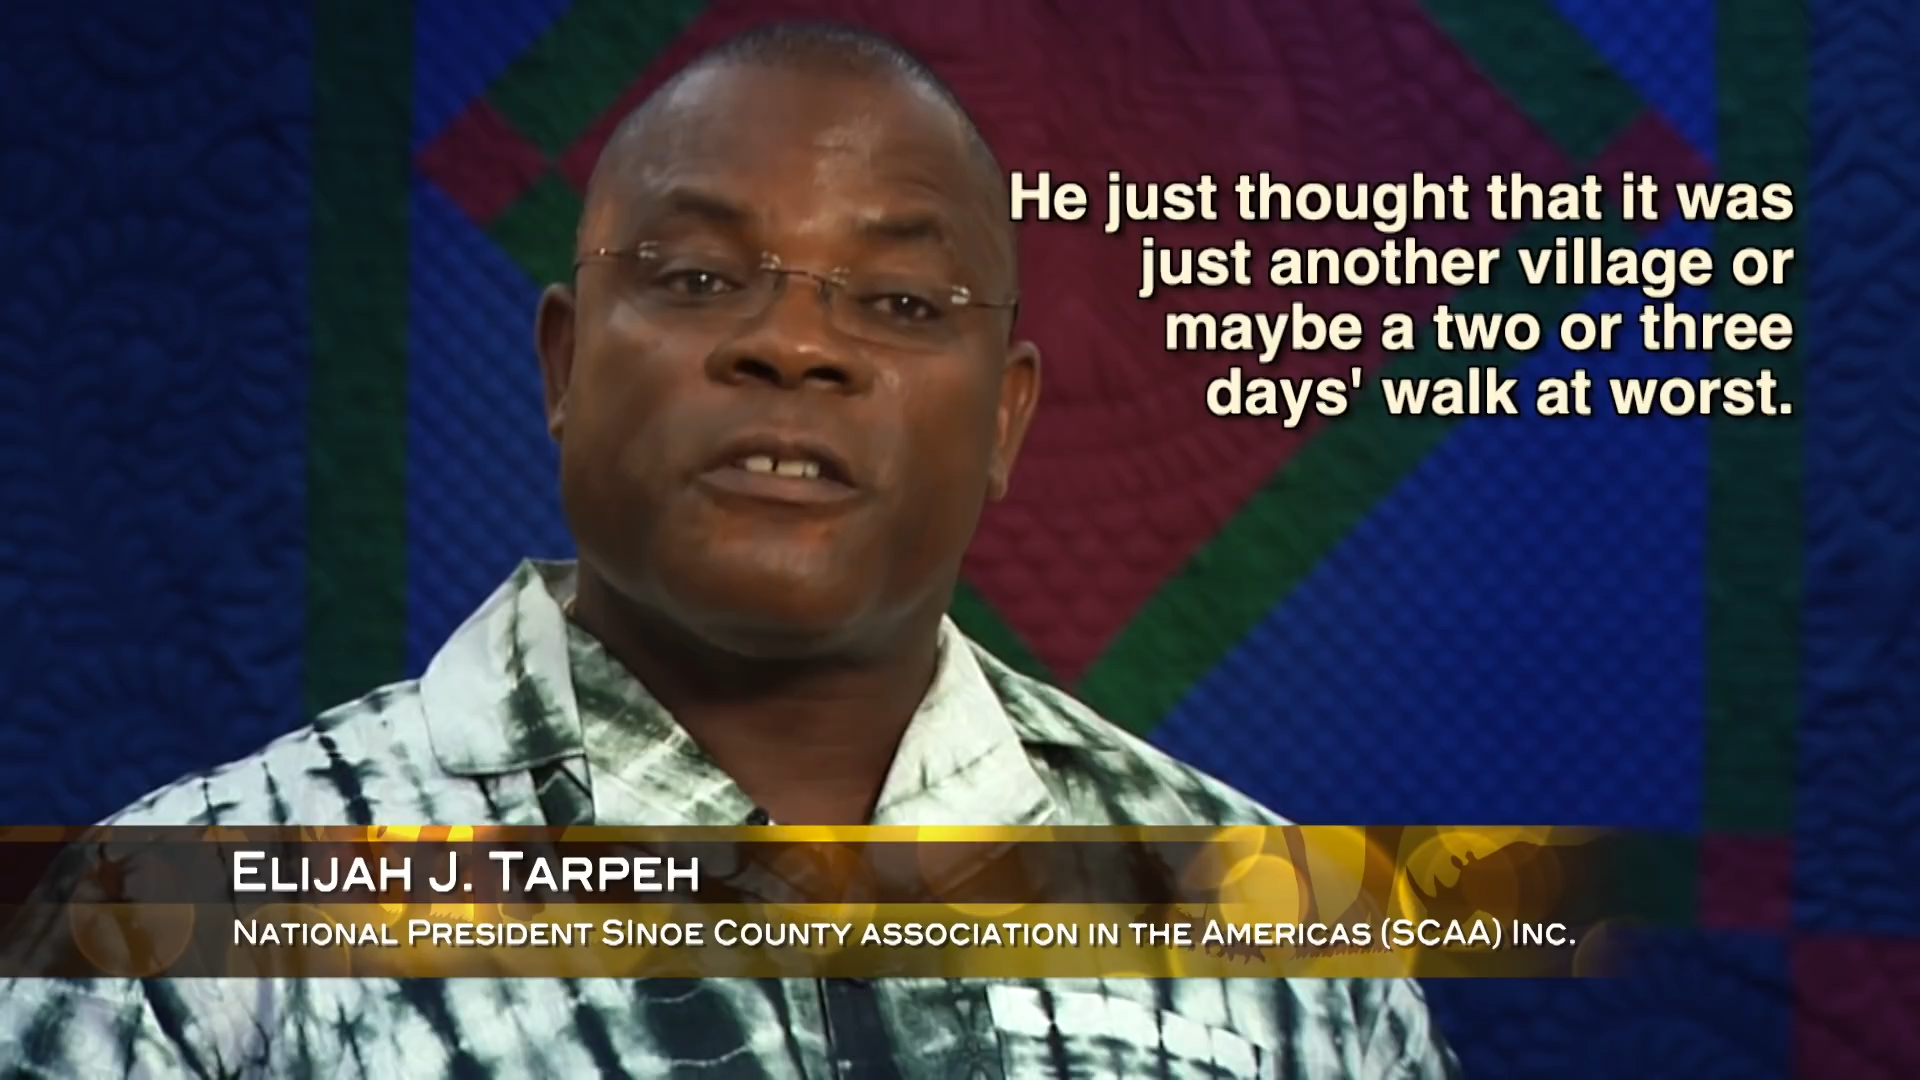 He just thought that it was
just another village or
maybe a two or three
days' walk at worst.
Elijah J. Tarpeh
National President SInoe County association in the Americas (SCAA) Inc.